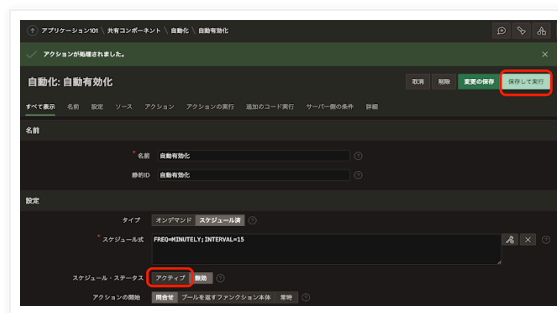 アプリケーション101 \ 共有コンポーネント \ 自動化 \ 自動有効化
アクションが処理されました。
自動化: 自動有効化
取消 削除 変更の保存 保存して実行
すべて表示 名前 設定 ソース アクション アクションの実行 追加のコード実行 サーバー側の条件 詳細
名前
* 名前 自動有効化
静的ID 自動有効化
設定
タイプ オンデマンド スケジュール済
* スケジュール式 FREQ=MINUTELY;INTERVAL=15
スケジュール・ステータス アクティブ 無効
アクションの開始 問合せ ブールを返すファンクション本体 常時